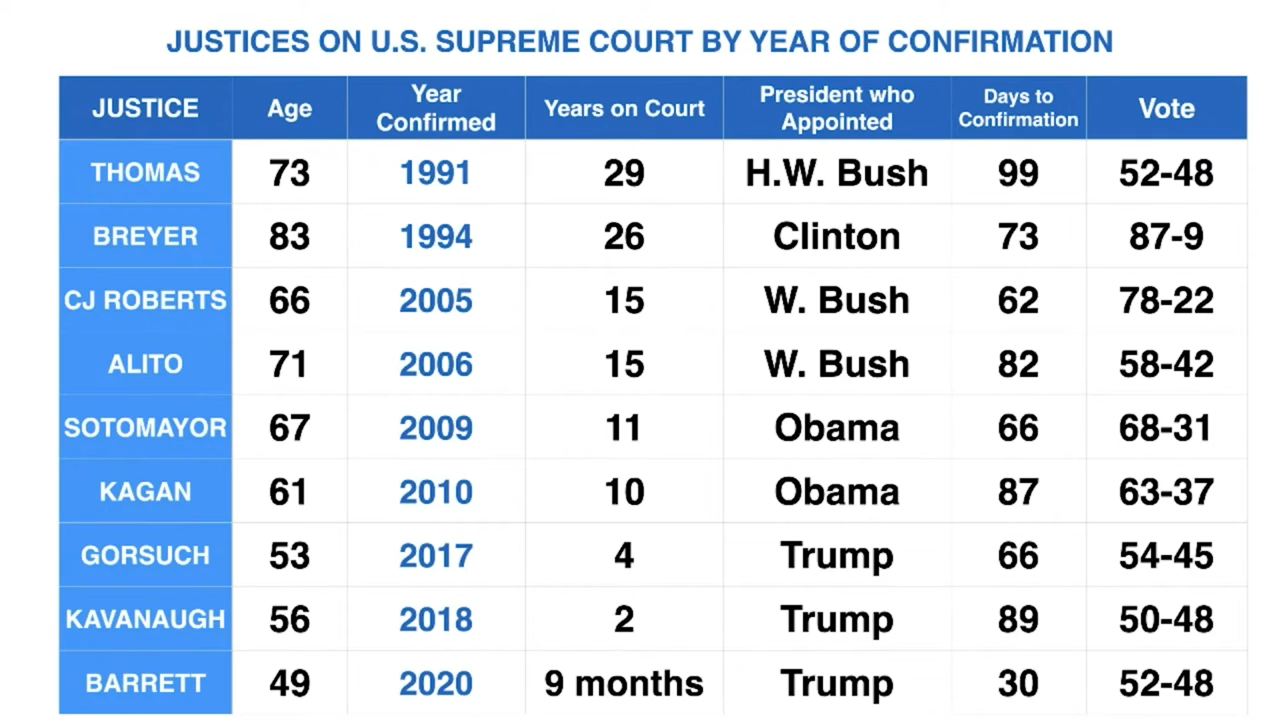 JUSTICES ON U.S. SUPREME COURT BY YEAR OF CONFIRMATION
JUSTICE Age Year Confirmed Years on Court President who Appointed Days to Confirmation Vote
THOMAS 73 1991 29 H.W. Bush 99 52-48
BREYER 83 1994 26 Clinton 73 87-9
CJ ROBERTS 66 2005 15 W. Bush 62 78-22
ALITO 71 2006 15 W. Bush 82 58-42
SOTOMAYOR 67 2009 11 Obama 66 68-31
KAGAN 61 2010 10 Obama 87 63-37
GORSUCH 53 2017 4 Trump 66 54-45
KAVANAUGH 56 2018 2 Trump 89 50-48
BARRETT 49 2020 9 months Trump 30 52-48